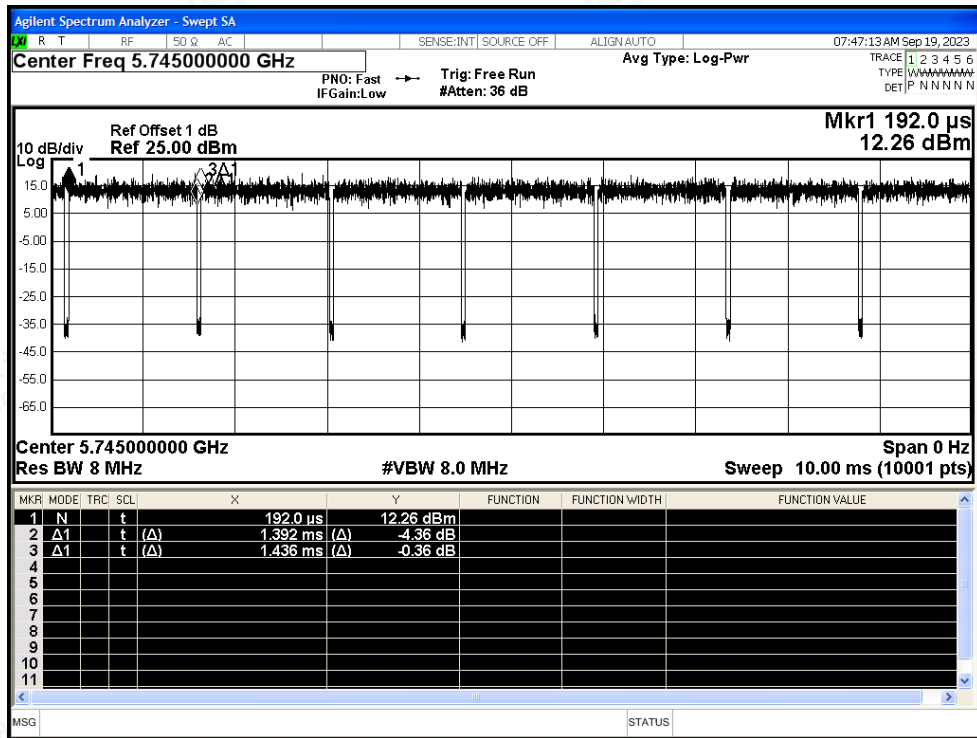 Agilent Spectrum Analyzer - Swept SA
LXI R T RF 50 Ω AC SENSE:INT SOURCE OFF ALIGN AUTO 07:47:13 AM Sep 19, 2023
Center Freq 5.745000000 GHz
PNO: Fast
IFGain:Low
Trig: Free Run
#Atten: 36 dB
Avg Type: Log-Pwr
TRACE 1 2 3 4 5 6
TYPE WWWWWW
DET P N N N N N
Mkr1 192.0 µs
12.26 dBm
Ref Offset 1 dB
10 dB/div Ref 25.00 dBm
Log
1
3Δ1
15.0
5.00
-5.00
-15.0
-25.0
-35.0
-45.0
-55.0
-65.0
Center 5.745000000 GHz Span 0 Hz
Res BW 8 MHz #VBW 8.0 MHz Sweep 10.00 ms (10001 pts)
MKR MODE TRC SCL X Y FUNCTION FUNCTION WIDTH FUNCTION VALUE
1 N t 192.0 µs 12.26 dBm
2 Δ1 t (Δ) 1.392 ms (Δ) -4.36 dB
3 Δ1 t (Δ) 1.436 ms (Δ) -0.36 dB
4
5
6
7
8
9
10
11
MSG STATUS